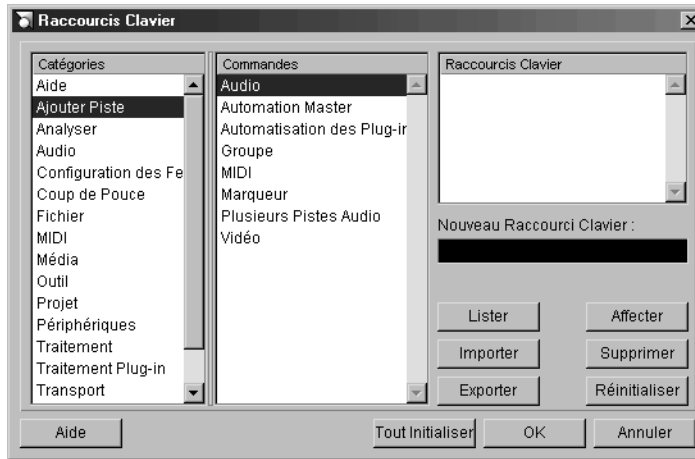 Raccourcis Clavier
Catégories
Aide
Ajouter Piste
Analyser
Audio
Configuration des Fe
Coup de Pouce
Fichier
MIDI
Média
Outil
Projet
Périphériques
Traitement
Traitement Plug-in
Transport
Commandes
Audio
Automation Master
Automatisation des Plug-in
Groupe
MIDI
Marqueur
Plusieurs Pistes Audio
Vidéo
Raccourcis Clavier
Nouveau Raccourci Clavier :
Lister
Affecter
Importer
Supprimer
Exporter
Réinitialiser
Aide
Tout Initialiser
OK
Annuler